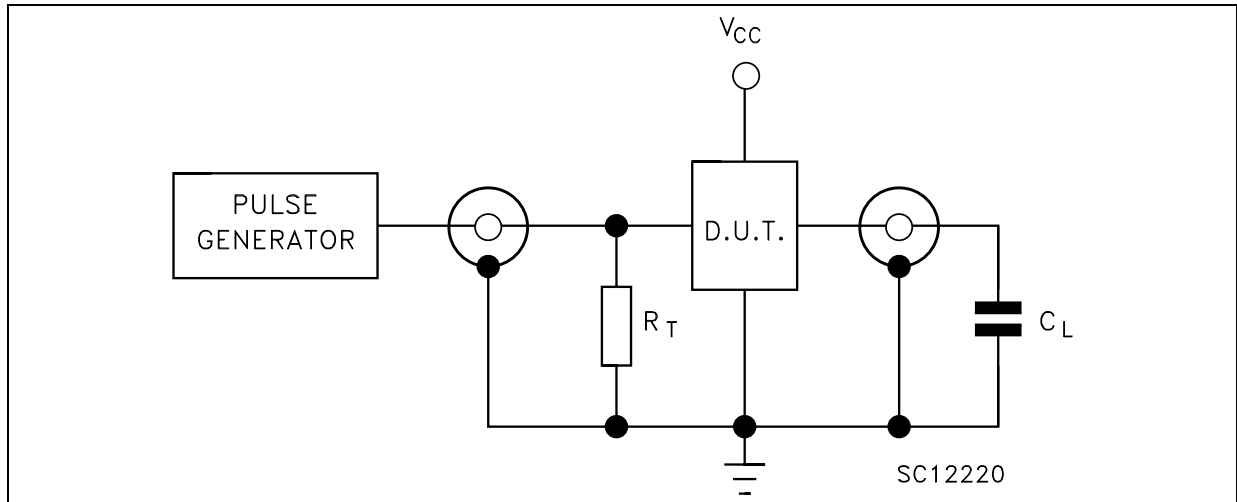 VCC
PULSE
GENERATOR
D.U.T.
RT
CL
SC12220